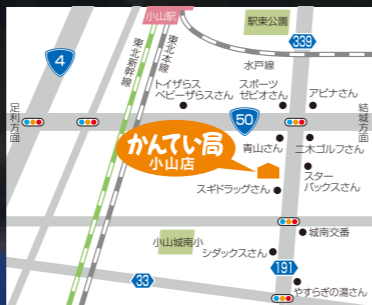 小山駅
駅東公園
339
4
東北新幹線
東北本線
水戸線
トイザらス
ベビーザらスさん
スポーツ
ゼビオさん
アピナさん
足利方面
50
結城方面
かんてい局
小山店
青山さん
二木ゴルフさん
スター
バックスさん
スギドラッグさん
小山城南小
城南交番
シダックスさん
33
191
やすらぎの湯さん